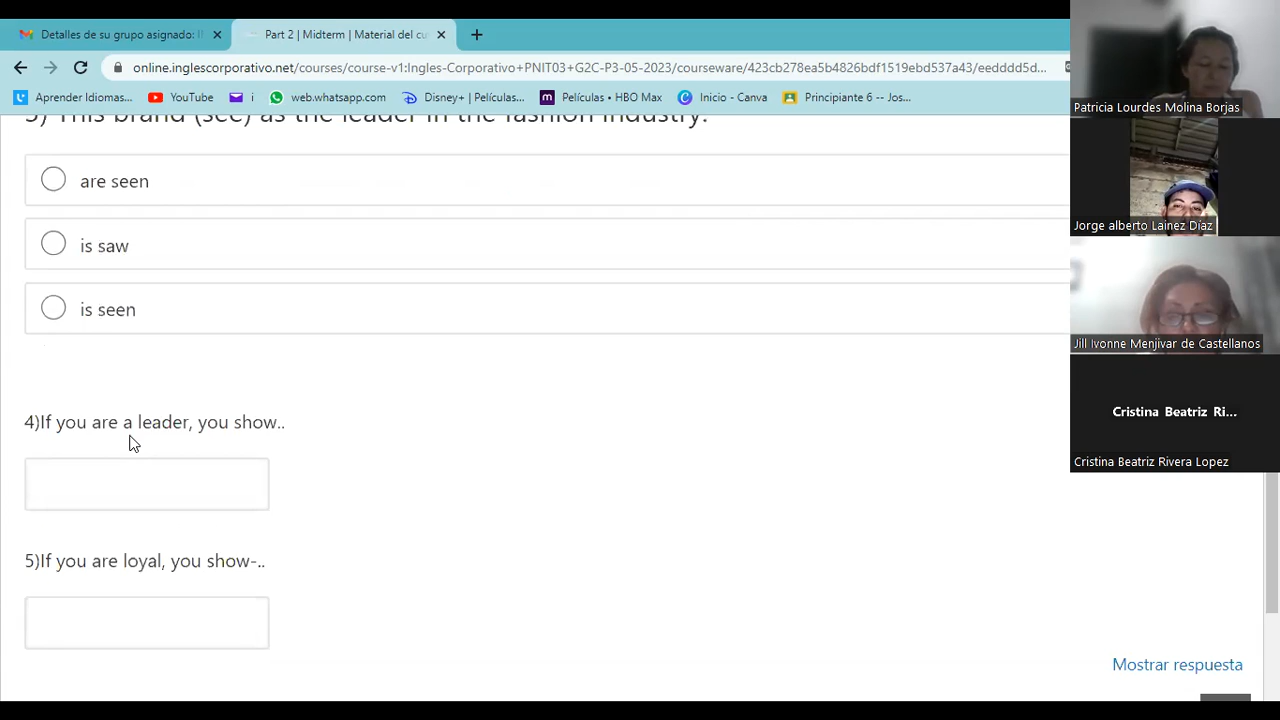 Detalles de su grupo asignado: I
Part 2 | Midterm | Material del cu
online.inglescorporativo.net/courses/course-v1:Ingles-Corporativo+PNIT03+G2C-P3-05-2023/courseware/423cb278ea5b4826bdf1519ebd537a43/eedddd5d...
Aprender Idiomas...
YouTube
i
web.whatsapp.com
Disney+ | Películas...
Películas • HBO Max
Inicio - Canva
Principiante 6 -- Jos...
3) This brand (see) as the leader in the fashion industry.
are seen
is saw
is seen
4)If you are a leader, you show..
5)If you are loyal, you show-..
Mostrar respuesta
Patricia Lourdes Molina Borjas
Jorge alberto Lainez Díaz
Jill Ivonne Menjivar de Castellanos
Cristina Beatriz Ri...
Cristina Beatriz Rivera Lopez